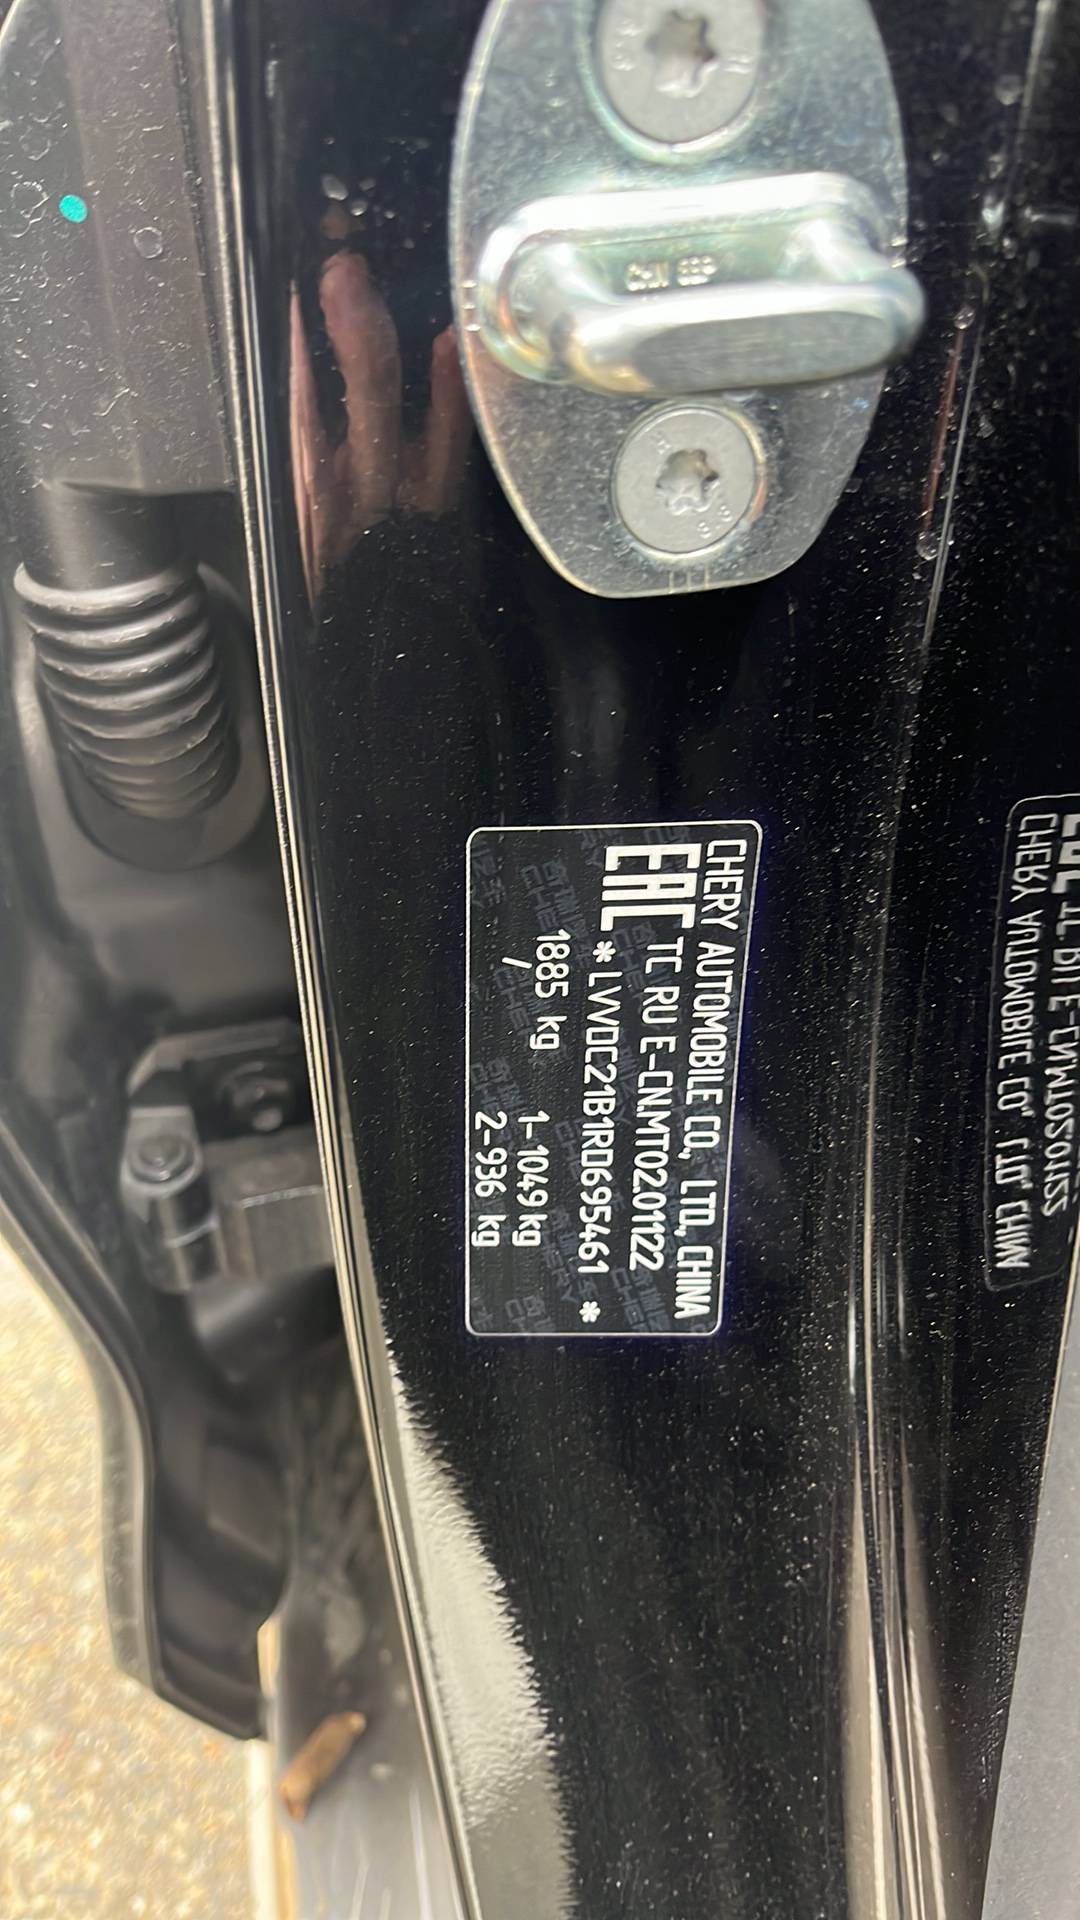 CHERY AUTOMOBILE CO., LTD., CHINA
EAC TC RU E-CN.MT02.01122
*LVVDC21B1RD695461*
1885 kg 1-1049 kg
/ 2-936 kg